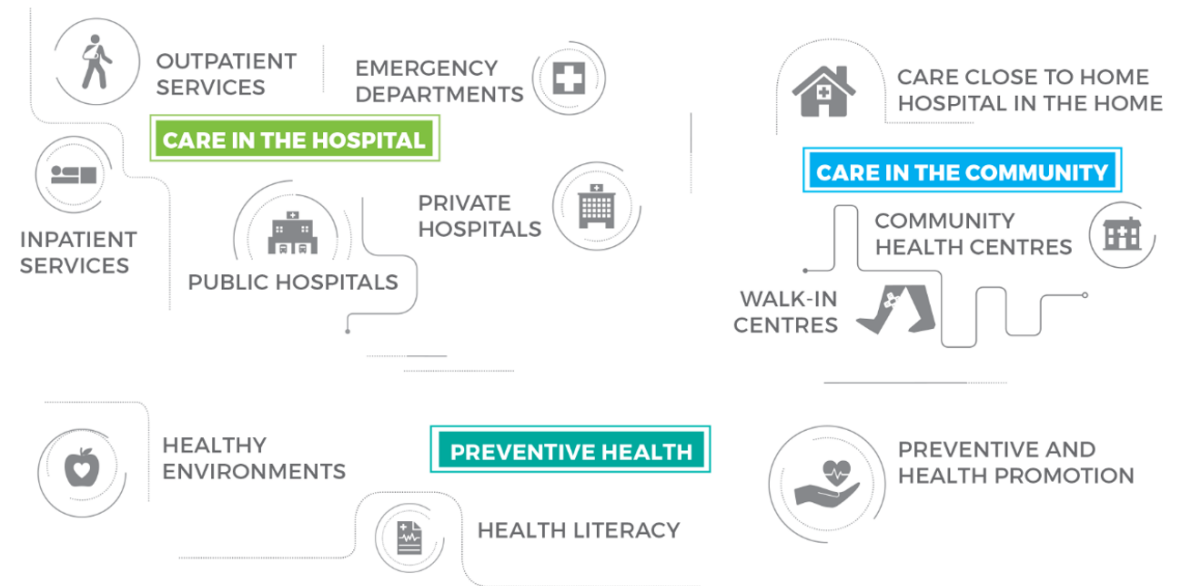 OUTPATIENT
SERVICES
EMERGENCY
DEPARTMENTS
CARE IN THE HOSPITAL
INPATIENT
SERVICES
PUBLIC HOSPITALS
PRIVATE
HOSPITALS
CARE CLOSE TO HOME
HOSPITAL IN THE HOME
CARE IN THE COMMUNITY
COMMUNITY
HEALTH CENTRES
WALK-IN
CENTRES
HEALTHY
ENVIRONMENTS
PREVENTIVE HEALTH
HEALTH LITERACY
PREVENTIVE AND
HEALTH PROMOTION